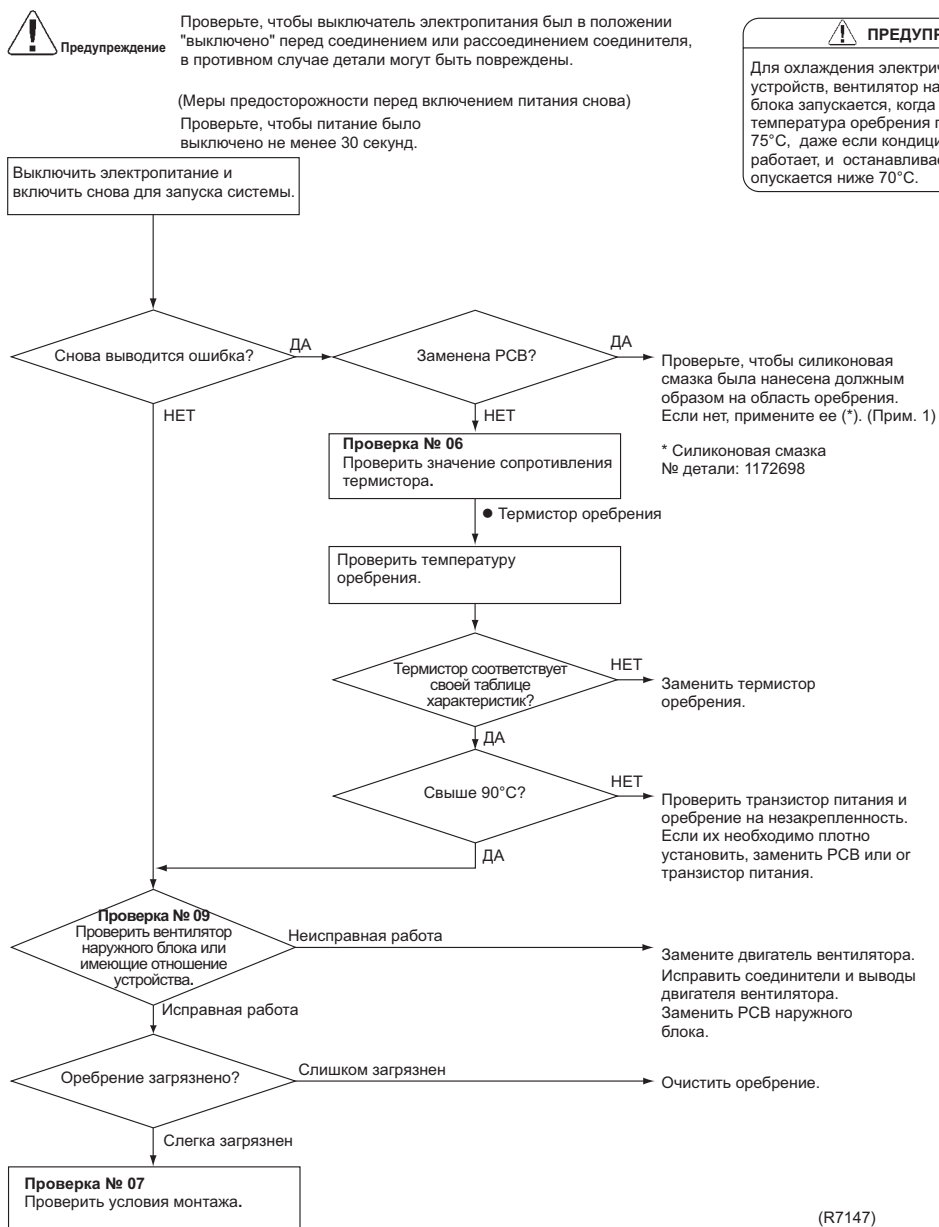 Предупреждение
Проверьте, чтобы выключатель электропитания был в положении
"выключено" перед соединением или рассоединением соединителя,
в противном случае детали могут быть повреждены.
(Меры предосторожности перед включением питания снова)
Проверьте, чтобы питание было
выключено не менее 30 секунд.
Для охлаждения
устройств, вентилятор
блока запускается, когда
температура оребрения
75°C, даже если
работает, и
опускается ниже 70°C.
Выключить электропитание и
включить снова для запуска системы.
Снова выводится ошибка?
ДА
НЕТ
Заменена PCB?
ДА
НЕТ
Проверьте, чтобы силиконовая
смазка была нанесена должным
образом на область оребрения.
Если нет, примените ее (*). (Прим. 1)
* Силиконовая смазка
№ детали: 1172698
Проверка № 06
Проверить значение сопротивления
термистора.
● Термистор оребрения
Проверить температуру
оребрения.
Термистор соответствует
своей таблице
характеристик?
НЕТ
Заменить термистор
оребрения.
ДА
Свыше 90°C?
НЕТ
Проверить транзистор питания и
оребрение на незакрепленность.
Если их необходимо плотно
установить, заменить PCB или or
транзистор питания.
ДА
Проверка № 09
Проверить вентилятор
наружного блока или
имеющие отношение
устройства.
Неисправная работа
Замените двигатель вентилятора.
Исправить соединители и выводы
двигателя вентилятора.
Заменить PCB наружного
блока.
Исправная работа
Оребрение загрязнено?
Слишком загрязнен
Очистить оребрение.
Слегка загрязнен
Проверка № 07
Проверить условия монтажа.
(R7147)